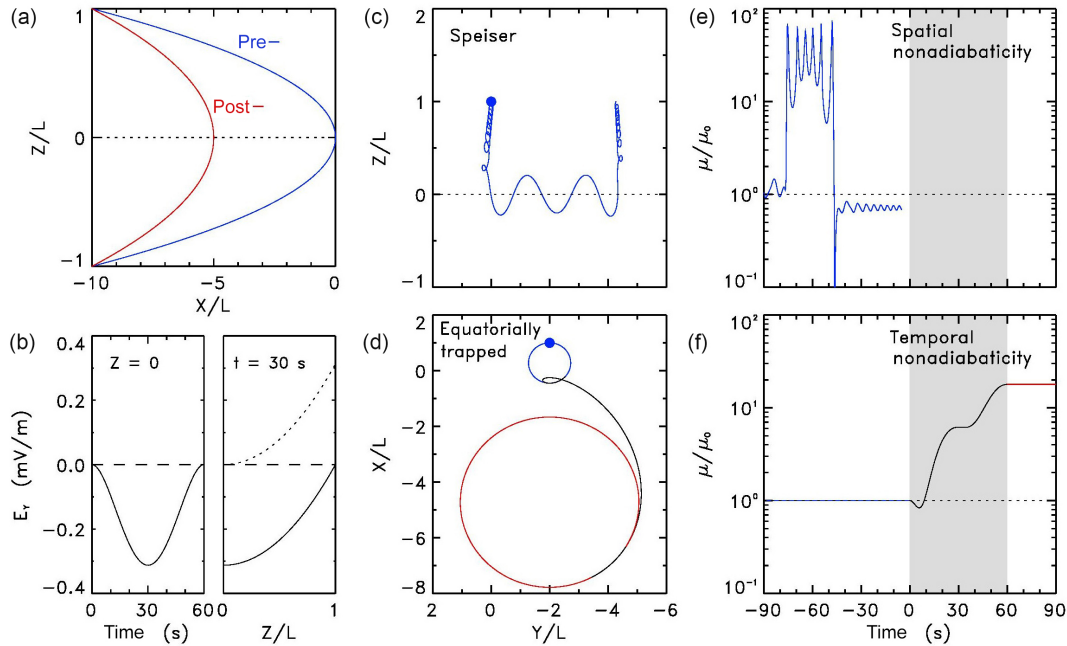 (a)
1
Pre–
Post–
Z/L
0
–1
–10
–5
0
X/L
(b)
0.4
Z = 0
t = 30 s
0.2
0.0
E_Y (mV/m)
–0.2
–0.4
0
30
60
0
1
Time (s)
Z/L
(c)
2
Speiser
1
Z/L
0
–1
(d)
2
Equatorially
trapped
0
X/L
–2
–4
–6
–8
2
0
–2
–4
–6
Y/L
(e)
10²
Spatial
nonadiabaticity
10¹
μ/μ₀
10⁰
10⁻¹
(f)
10²
Temporal
nonadiabaticity
10¹
μ/μ₀
10⁰
10⁻¹
–90
–60
–30
0
30
60
90
Time (s)